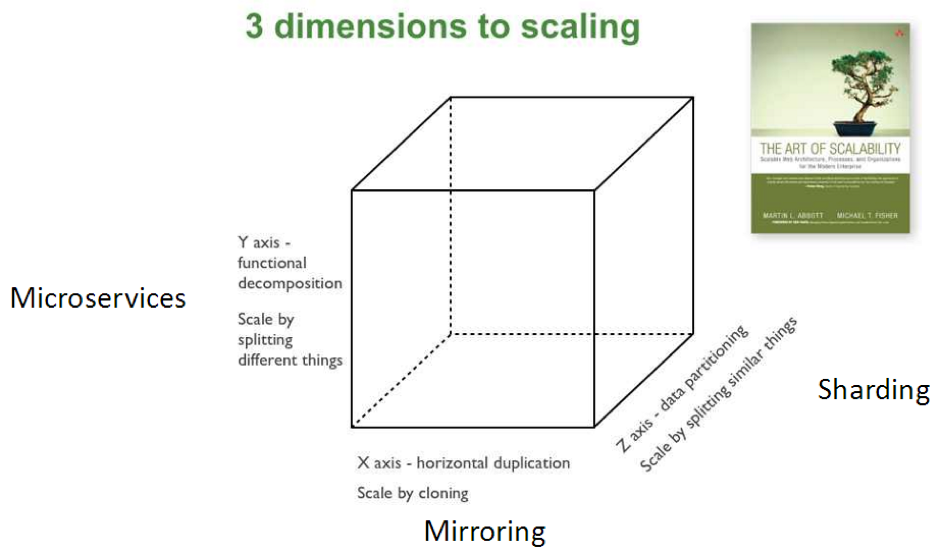 3 dimensions to scaling
THE ART OF SCALABILITY
Scalable Web Architecture, Processes, and Organizations
for the Modern Enterprise
MARTIN L. ABBOTT MICHAEL T. FISHER
Y axis -
functional
decomposition
Scale by
splitting
different things
Microservices
Z axis - data partitioning
Scale by splitting similar things
Sharding
X axis - horizontal duplication
Scale by cloning
Mirroring